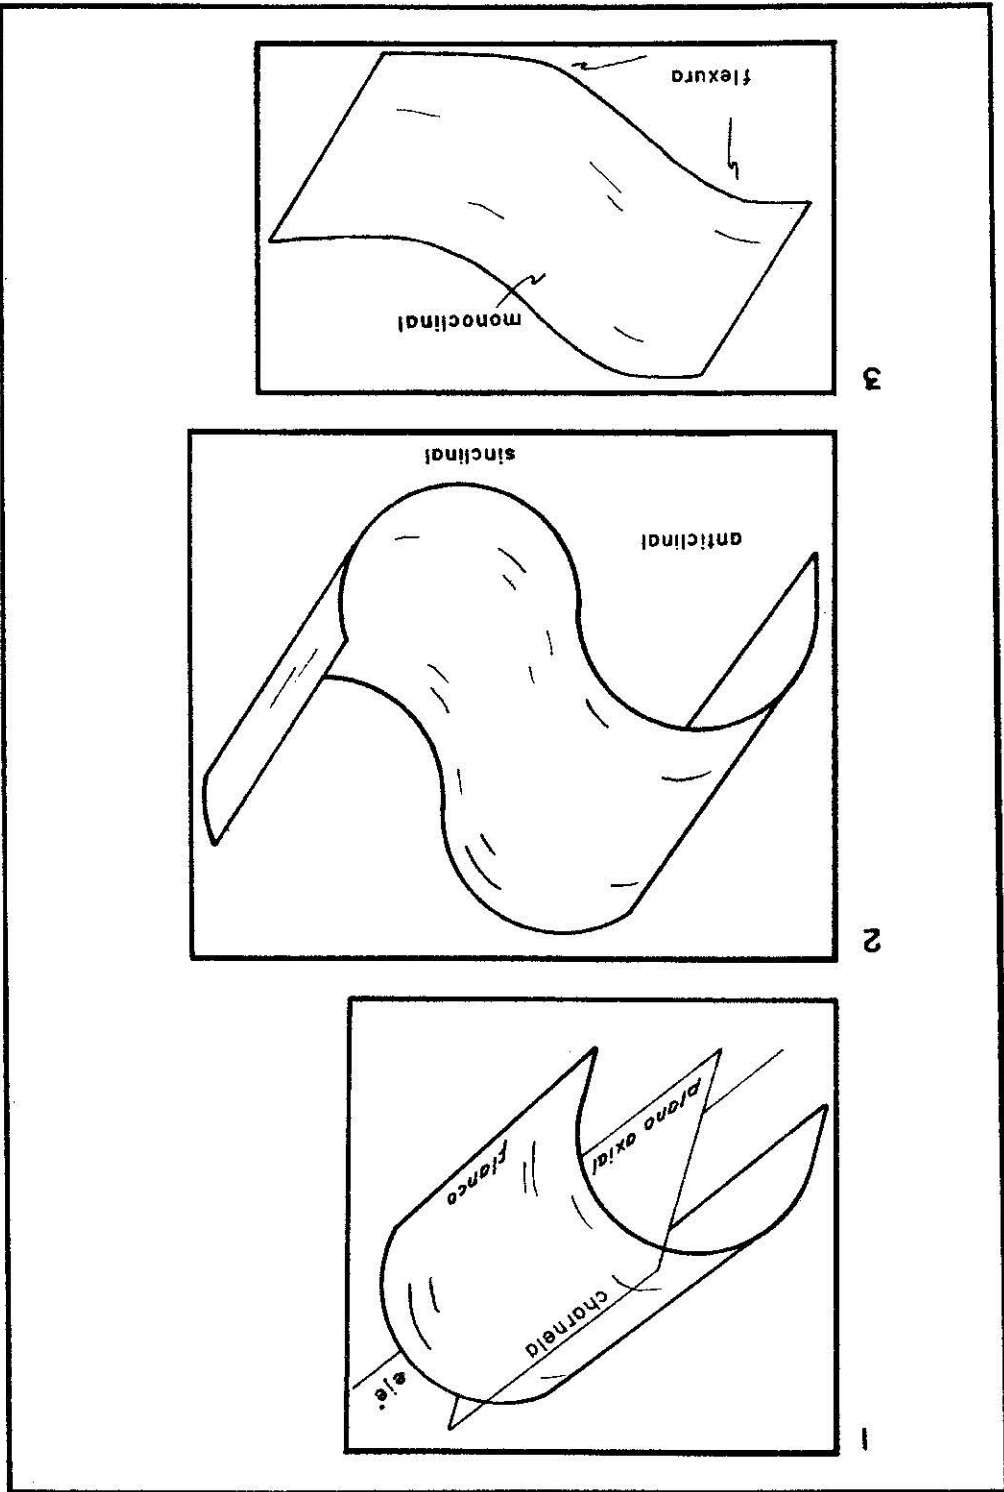 1
eje
charnela
flanco
plano axial
2
anticlinal
sinclinal
3
monoclinal
flexura